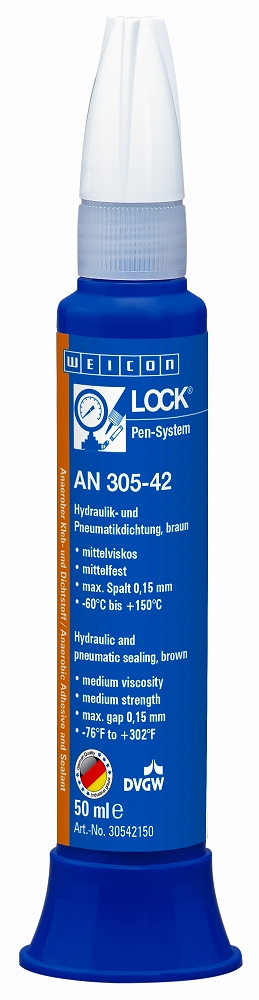 WEICON
LOCK®
Pen-System
AN 305-42
Hydraulik- und
Pneumatikdichtung, braun
• mittelviskos
• mittelfest
• max. Spalt 0,15 mm
• -60°C bis +150°C
Hydraulic and
pneumatic sealing, brown
• medium viscosity
• medium strength
• max. gap 0,15 mm
• -76°F to +302°F
DVGW
50 ml e
Art.-No. 30542150
Anaerober Kleb- und Dichtstoff / Anaerobic Adhesive and Sealant